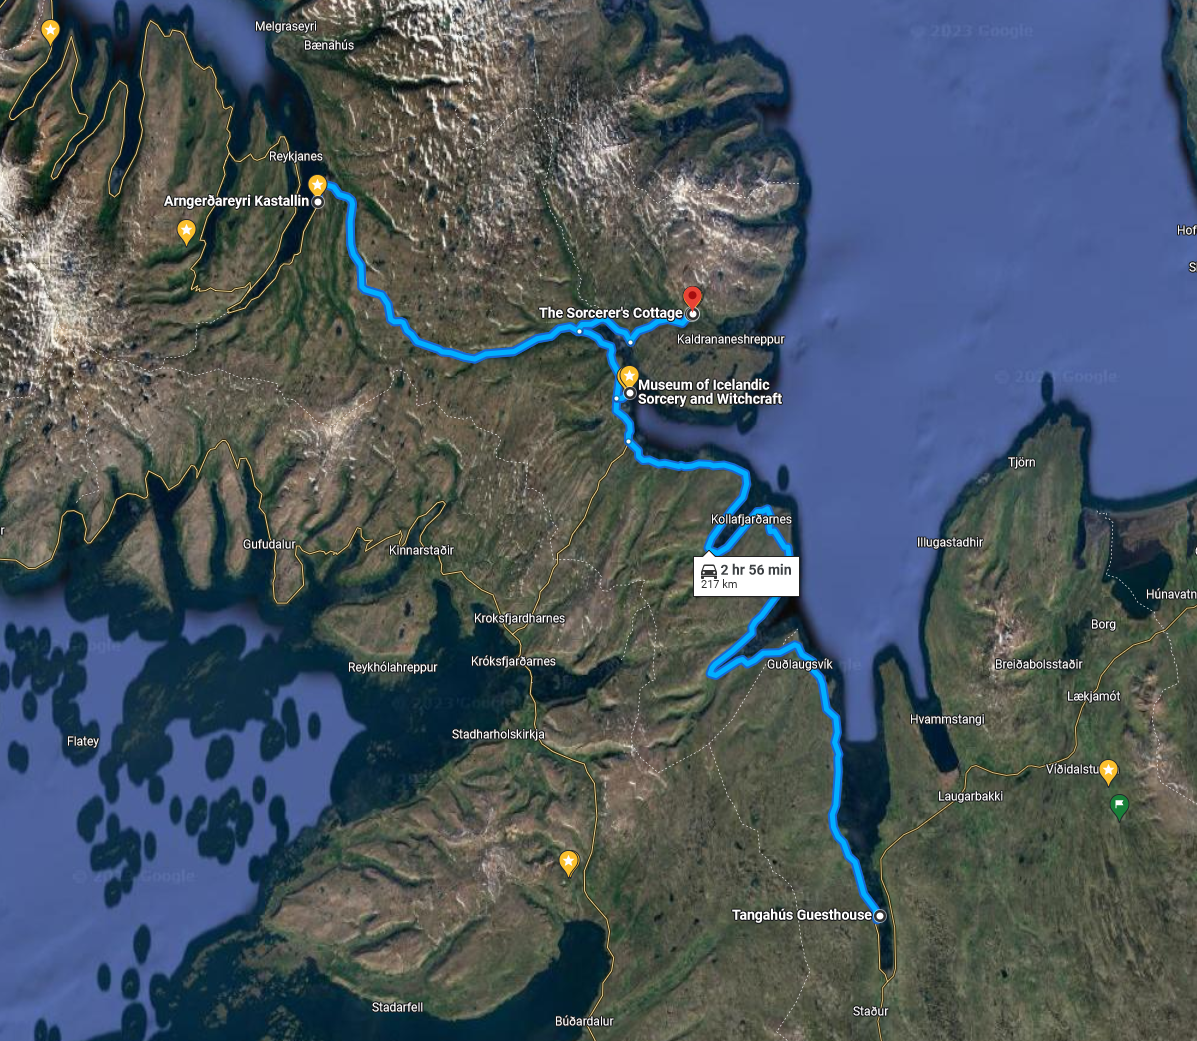 Melgraseyri
© 2023 Google
Bænahús
Reykjanes
Arngerðareyri Kastallin
Hof
S
The Sorcerer's Cottage
Kaldrananeshreppur
Museum of Icelandic
Sorcery and Witchcraft
© 2023 Google
Tjörn
Kollafjarðarnes
r
Gufudalur
Kinnarstaðir
Illugastadhir
2 hr 56 min
217 km
Húnavatn
Kroksfjardharnes
Borg
Króksfjarðarnes
Reykhólahreppur
Guðlaugsvík
Breiðabolsstaðir
Lækjamót
2023 Google
Hvammstangi
Stadharholskirkja
Flatey
Víðidalstu
Laugarbakki
Google
Tangahús Guesthouse
Stadarfell
Staður
Búðardalur